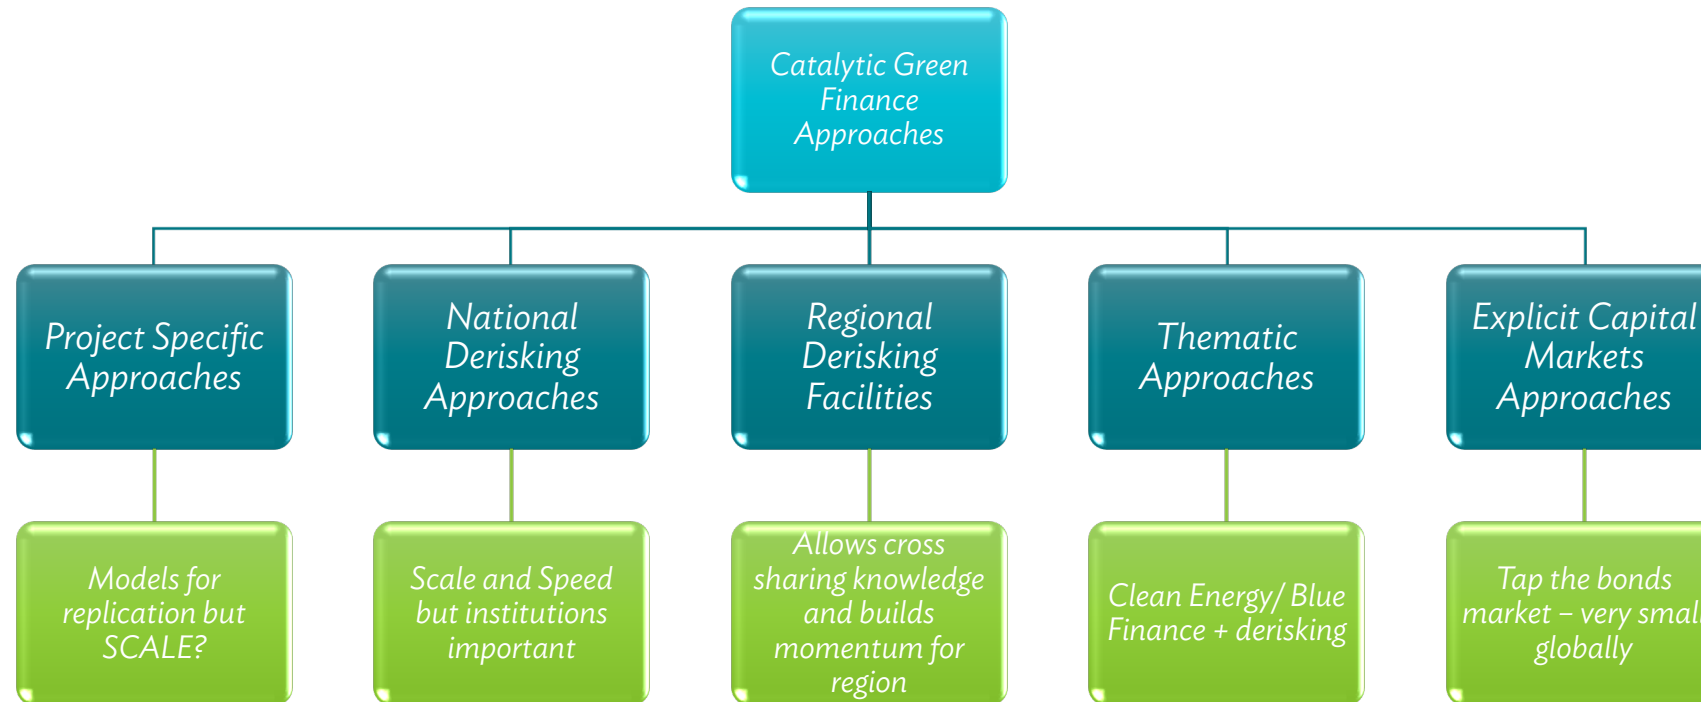 Catalytic Green
Finance
Approaches
Project Specific
Approaches
National
Derisking
Approaches
Regional
Derisking
Facilities
Thematic
Approaches
Explicit Capital
Markets
Approaches
Models for
replication but
SCALE?
Scale and Speed
but institutions
important
Allows cross
sharing knowledge
and builds
momentum for
region
Clean Energy/ Blue
Finance + derisking
Tap the bonds
market – very small
globally